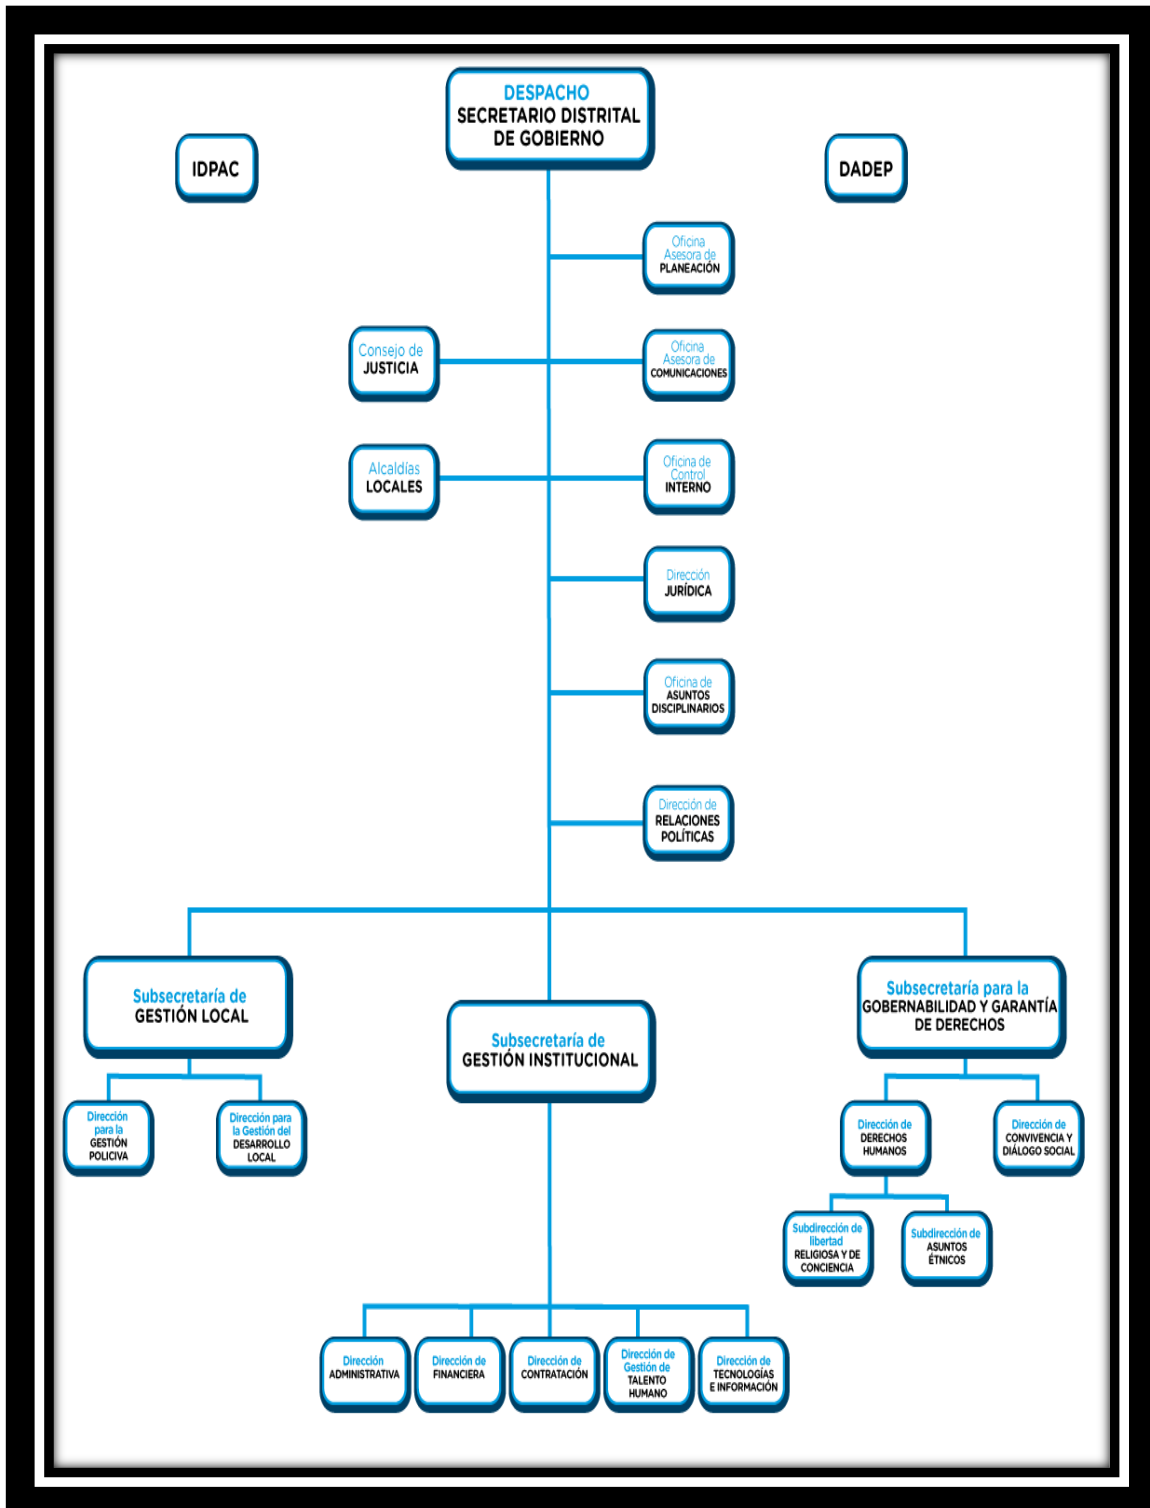 DESPACHO
SECRETARIO DISTRITAL
DE GOBIERNO
IDPAC
DADEP
Oficina
Asesora de
PLANEACIÓN
Consejo de
JUSTICIA
Oficina
Asesora de
COMUNICACIONES
Alcaldías
LOCALES
Oficina de
Control
INTERNO
Dirección
JURÍDICA
Oficina de
ASUNTOS
DISCIPLINARIOS
Dirección de
RELACIONES
POLÍTICAS
Subsecretaría de
GESTIÓN LOCAL
Subsecretaría de
GESTIÓN INSTITUCIONAL
Subsecretaría para la
GOBERNABILIDAD Y GARANTÍA
DE DERECHOS
Dirección
para la
GESTIÓN
POLICIVA
Dirección para
la Gestión del
DESARROLLO
LOCAL
Dirección de
DERECHOS
HUMANOS
Dirección de
CONVIVENCIA Y
DIÁLOGO SOCIAL
Subdirección de
libertad
RELIGIOSA Y DE
CONCIENCIA
Subdirección de
ASUNTOS
ÉTNICOS
Dirección
ADMINISTRATIVA
Dirección de
FINANCIERA
Dirección de
CONTRATACIÓN
Dirección de
Gestión de
TALENTO
HUMANO
Dirección de
TECNOLOGÍAS
E INFORMACIÓN